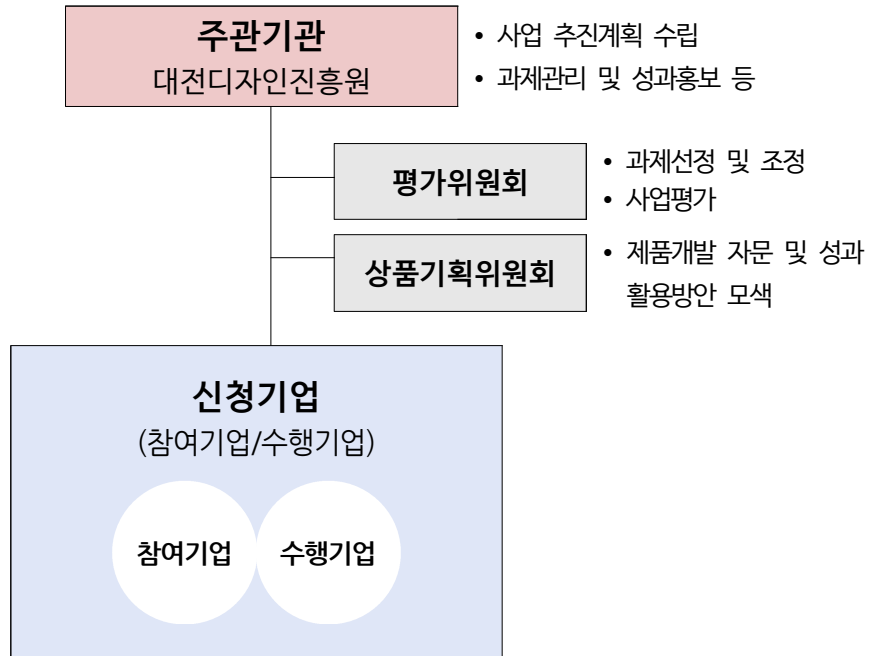 주관기관
대전디자인진흥원
• 사업 추진계획 수립
• 과제관리 및 성과홍보 등
평가위원회
• 과제선정 및 조정
• 사업평가
상품기획위원회
• 제품개발 자문 및 성과
활용방안 모색
신청기업
(참여기업/수행기업)
참여기업
수행기업